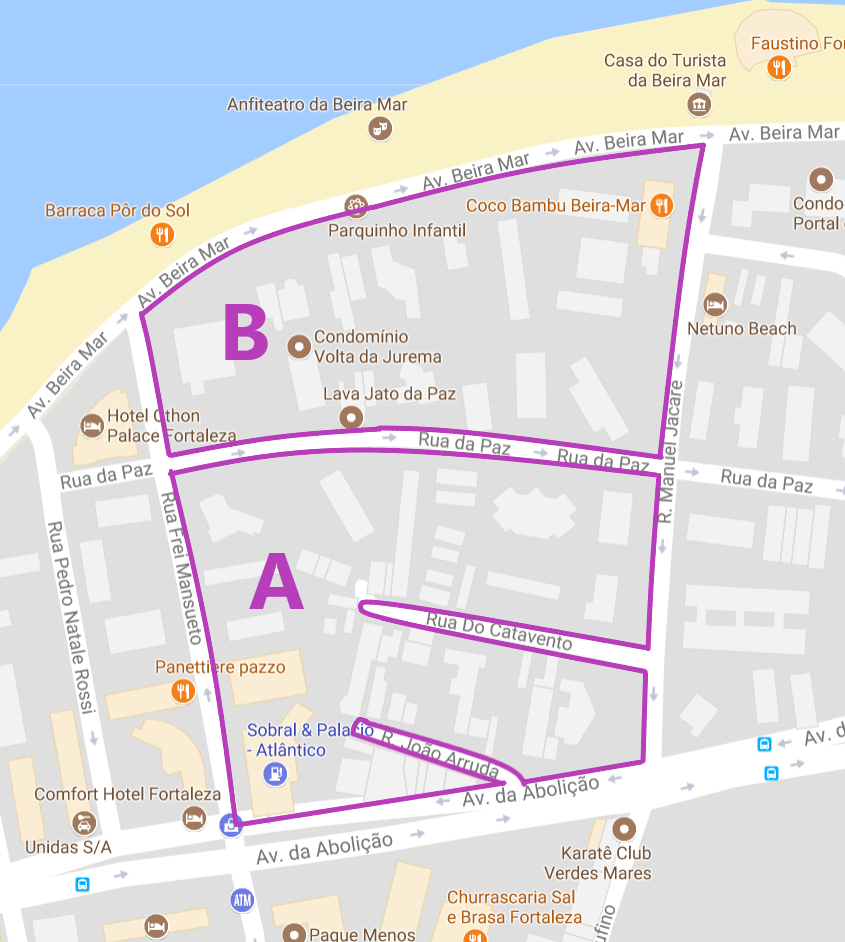 Faustino For
Casa do Turista
da Beira Mar
Anfiteatro da Beira Mar
Av. Beira Mar
Av. Beira Mar
Av. Beira Mar
Coco Bambu Beira-Mar
Condo
Portal
Barraca Pôr do Sol
Parquinho Infantil
Av. Beira Mar
B
Netuno Beach
Condomínio
Volta da Jurema
Av. Beira Mar
Lava Jato da Paz
Hotel Othon
Palace Fortaleza
Rua da Paz
Rua da Paz
Rua da Paz
Rua da Paz
R. Manuel Jacaré
Rua Frei Mansueto
Rua Pedro Natale Rossi
A
Rua Do Catavento
Panettiere pazzo
Sobral & Palacio
- Atlântico
R. João Arruda
Av. d
Comfort Hotel Fortaleza
Av. da Abolição
Unidas S/A
Av. da Abolição
Karatê Club
Verdes Mares
ATM
Churrascaria Sal
e Brasa Fortaleza
ufino
Pague Menos